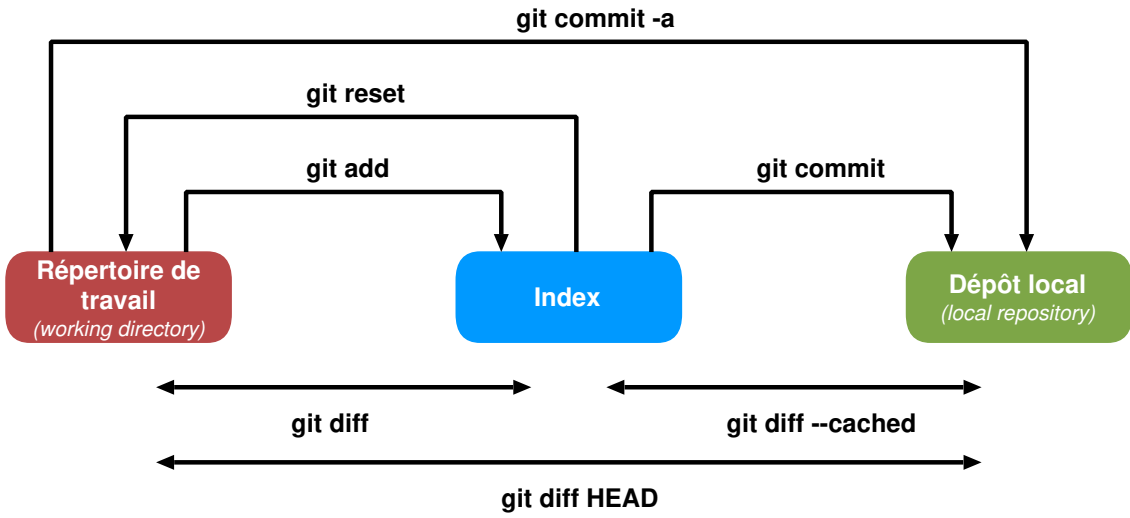 git commit -a
git reset
git add
git commit
Répertoire de
travail
(working directory)
Index
Dépôt local
(local repository)
git diff
git diff --cached
git diff HEAD